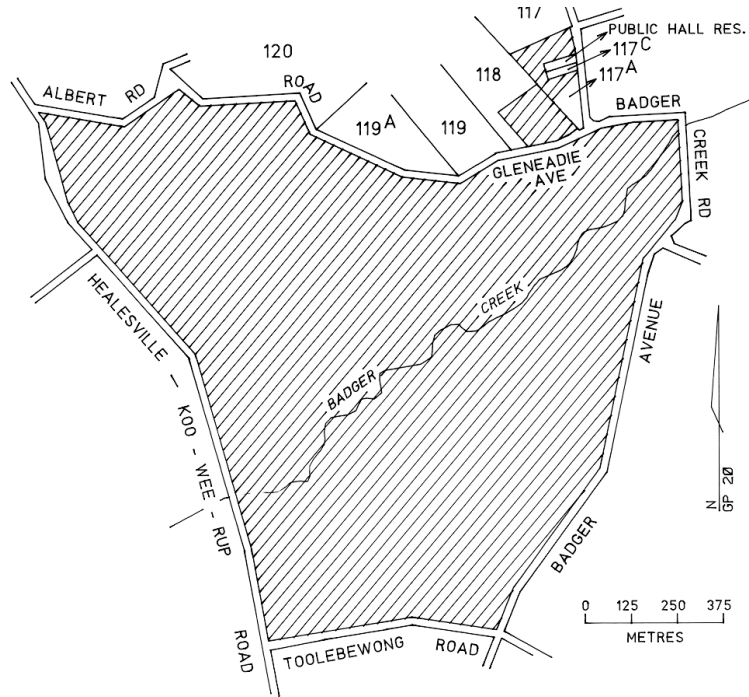 117
PUBLIC HALL RES.
117C
117A
120
118
ALBERT RD
ROAD
119A
119
BADGER
CREEK RD
GLENEADIE
AVE
HEALESVILLE - KOO - WEE - RUP
ROAD
BADGER CREEK
AVENUE
BADGER
N
GP 20
TOOLEBEWONG ROAD
0 125 250 375
METRES